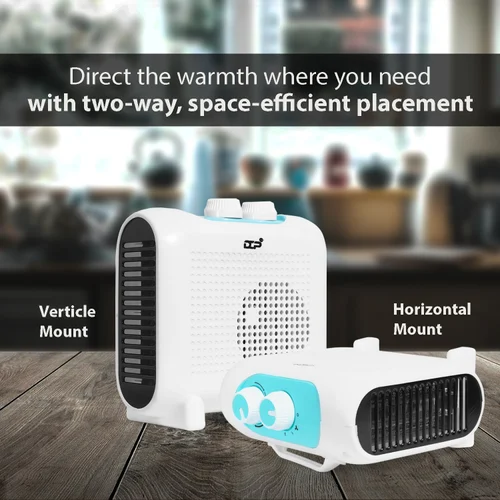 Direct the warmth where you need
with two-way, space-efficient placement
Verticle
Mount
Horizontal
Mount